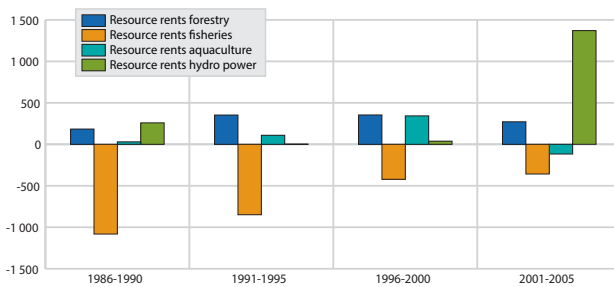 1 500
1 000
500
0
-500
-1 000
-1 500
Resource rents forestry
Resource rents fisheries
Resource rents aquaculture
Resource rents hydro power
1986-1990
1991-1995
1996-2000
2001-2005